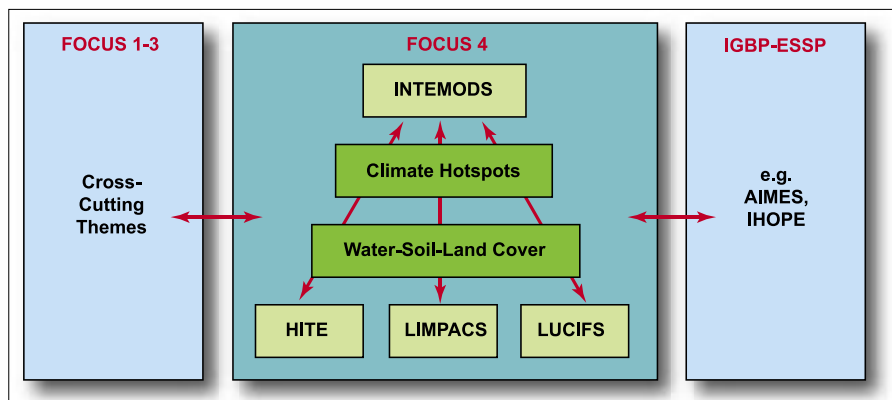 FOCUS 1-3
Cross-
Cutting
Themes
FOCUS 4
INTEMODS
Climate Hotspots
Water-Soil-Land Cover
HITE
LIMPACS
LUCIFS
IGBP-ESSP
e.g.
AIMES,
IHOPE